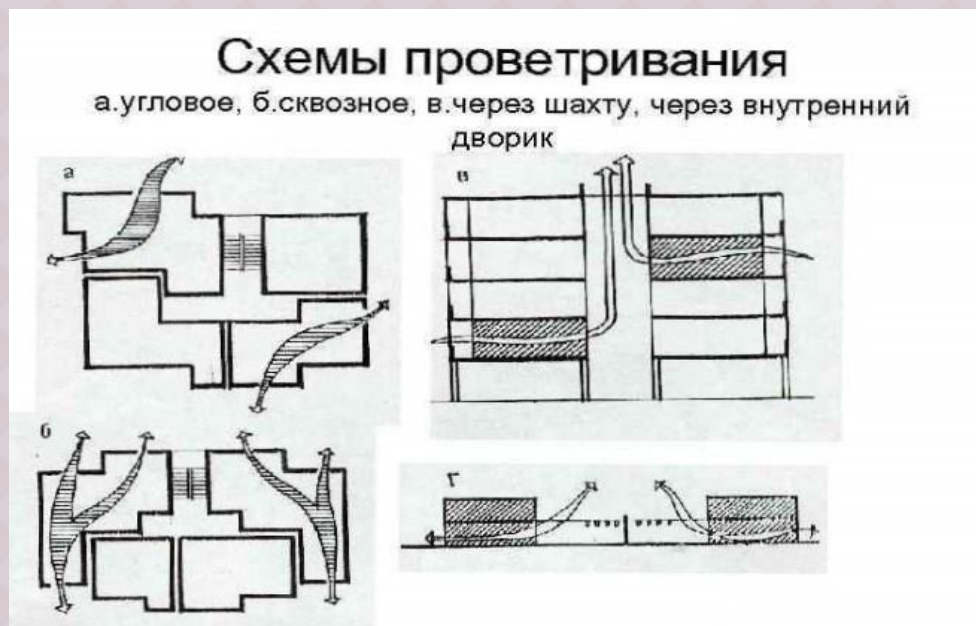 Схемы проветривания
а.угловое, б.сквозное, в.через шахту, через внутренний
дворик
а
в
б
г